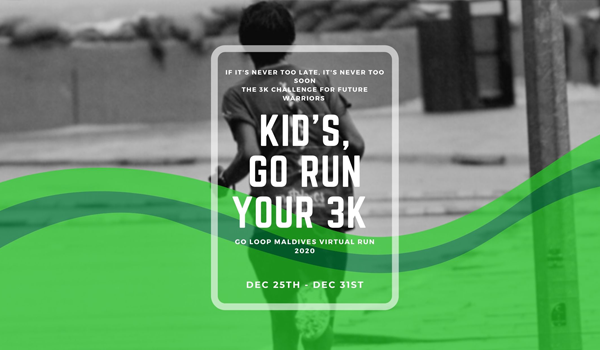 IF IT'S NEVER TOO LATE, IT'S NEVER TOO
SOON
THE 3K CHALLENGE FOR FUTURE
WARRIORS
KID'S,
GO RUN
YOUR 3K
GO LOOP MALDIVES VIRTUAL RUN
2020
DEC 25TH - DEC 31ST